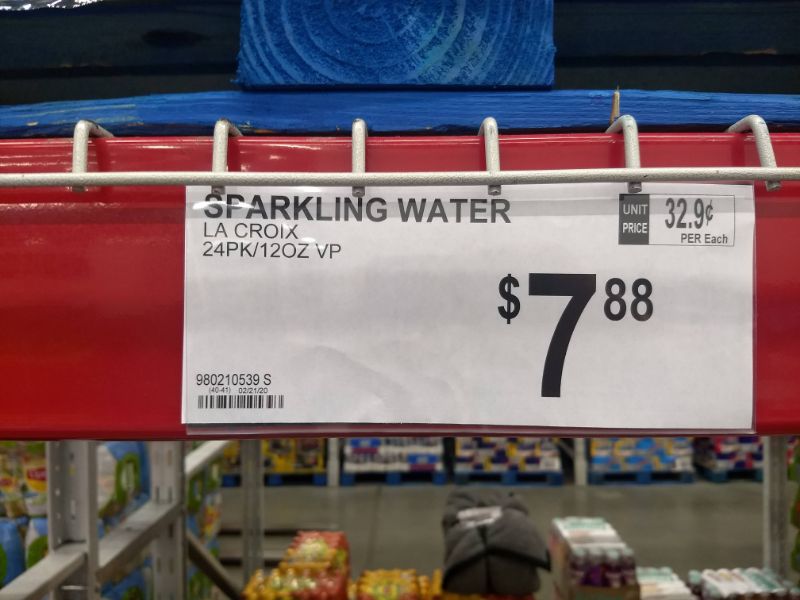 SPARKLING WATER
LA CROIX
24PK/12OZ VP
UNIT PRICE
32.9¢
PER Each
$7 88
980210539 S
(40-41) 02/21/20